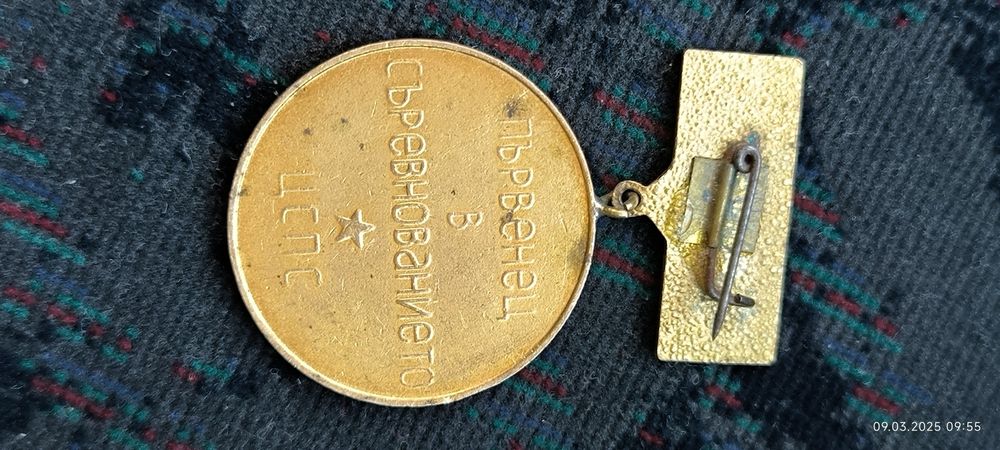 първенец
в
съревнованието
ЦСПС
09.03.2025 09:55